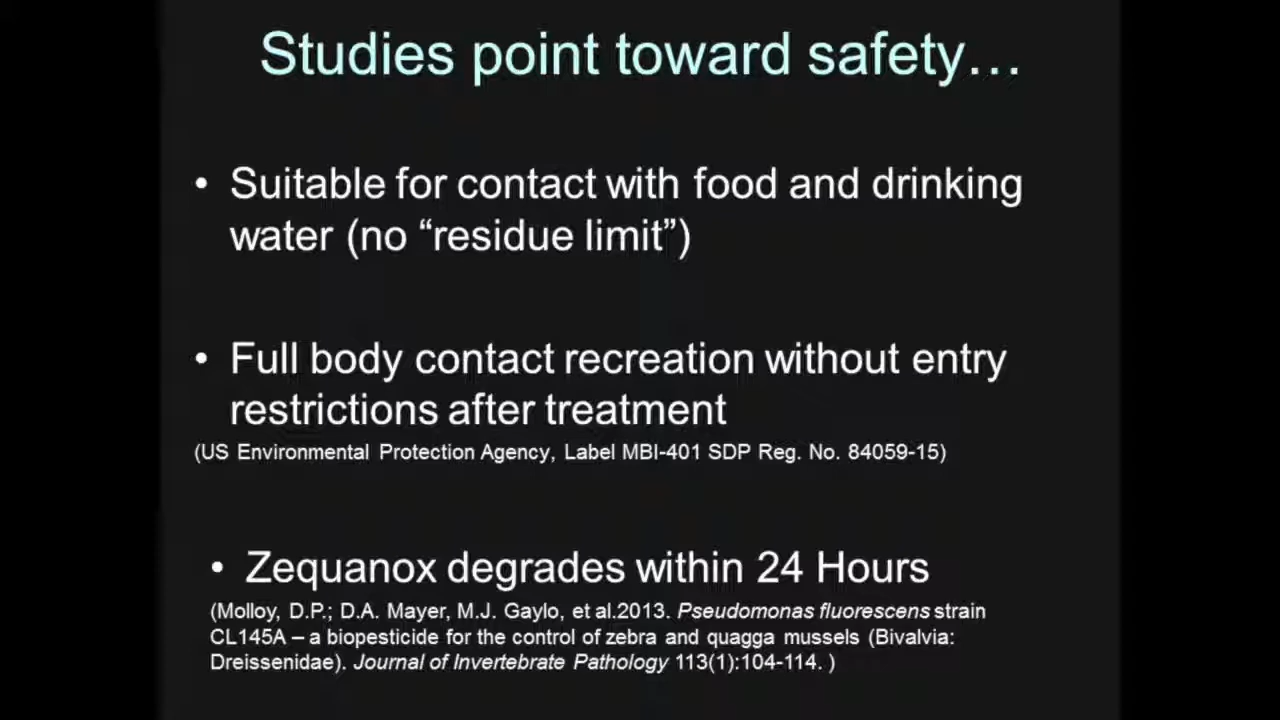 Studies point toward safety…
• Suitable for contact with food and drinking
water (no “residue limit”)
• Full body contact recreation without entry
restrictions after treatment
(US Environmental Protection Agency, Label MBI-401 SDP Reg. No. 84059-15)
• Zequanox degrades within 24 Hours
(Molloy, D.P.; D.A. Mayer, M.J. Gaylo, et al.2013. Pseudomonas fluorescens strain
CL145A – a biopesticide for the control of zebra and quagga mussels (Bivalvia:
Dreissenidae). Journal of Invertebrate Pathology 113(1):104-114. )